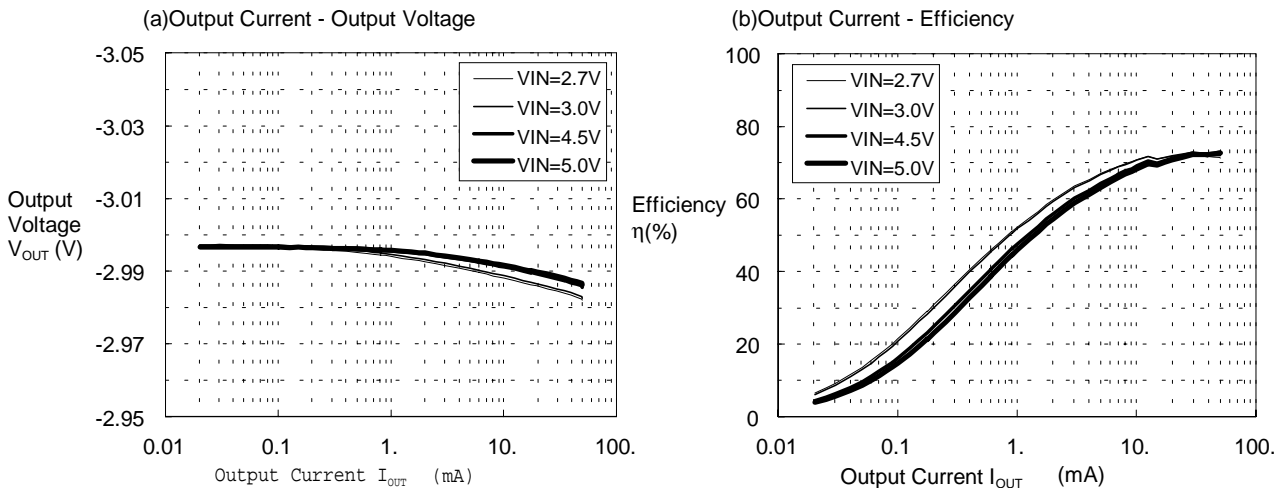 (a)Output Current - Output Voltage
-3.05
-3.03
-3.01
-2.99
-2.97
-2.95
Output
Voltage
VOUT (V)
VIN=2.7V
VIN=3.0V
VIN=4.5V
VIN=5.0V
0.01 0.1 1. 10. 100.
Output Current IOUT (mA)
(b)Output Current - Efficiency
100
80
60
40
20
0
Efficiency
η(%)
VIN=2.7V
VIN=3.0V
VIN=4.5V
VIN=5.0V
0.01 0.1 1. 10. 100.
Output Current IOUT (mA)